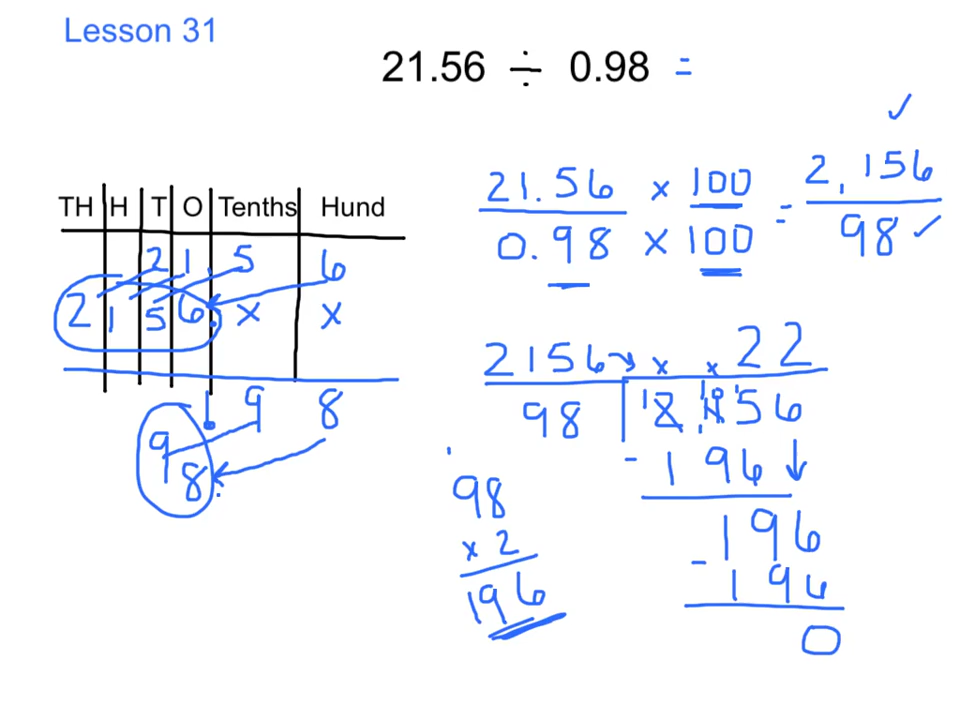 Lesson 31
21.56 ÷ 0.98 =
TH H T O Tenths Hund
2 1 5 6
2 1 5 6 . x x
. 9 8
9 8 .
21.56 x 100 = 2,156 ✓
0.98 x 100 98 ✓
x x 22
2156
98 2,156
- 196 ↓
98
x 2
196
196
- 196
0